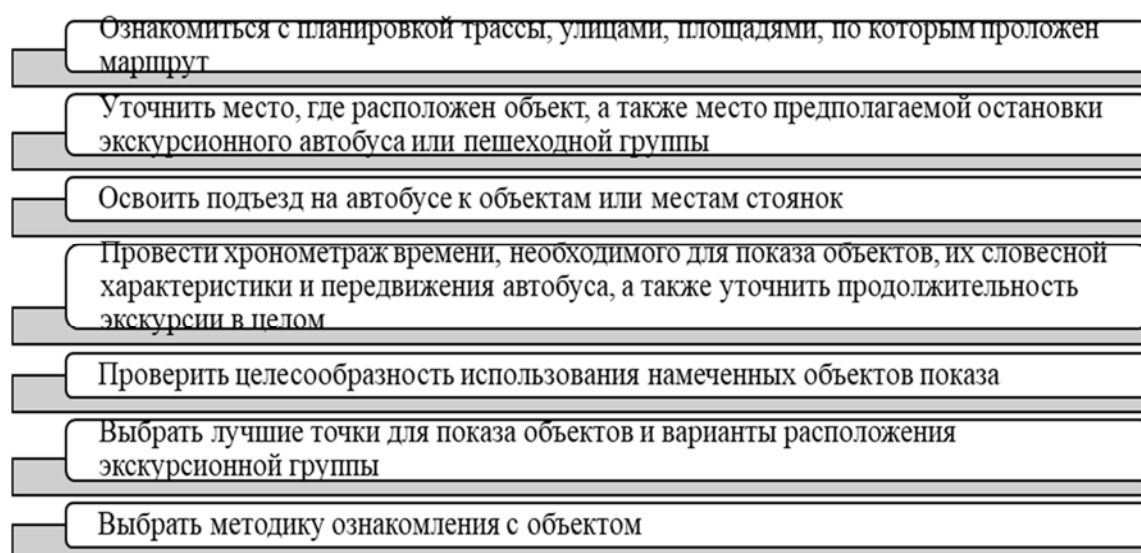 Ознакомиться с планировкой трассы, улицами, площадями, по которым проложен
маршрут
Уточнить место, где расположен объект, а также место предполагаемой остановки
экскурсионного автобуса или пешеходной группы
Освоить подъезд на автобусе к объектам или местам стоянок
Провести хронометраж времени, необходимого для показа объектов, их словесной
характеристики и передвижения автобуса, а также уточнить продолжительность
экскурсии в целом
Проверить целесообразность использования намеченных объектов показа
Выбрать лучшие точки для показа объектов и варианты расположения
экскурсионной группы
Выбрать методику ознакомления с объектом